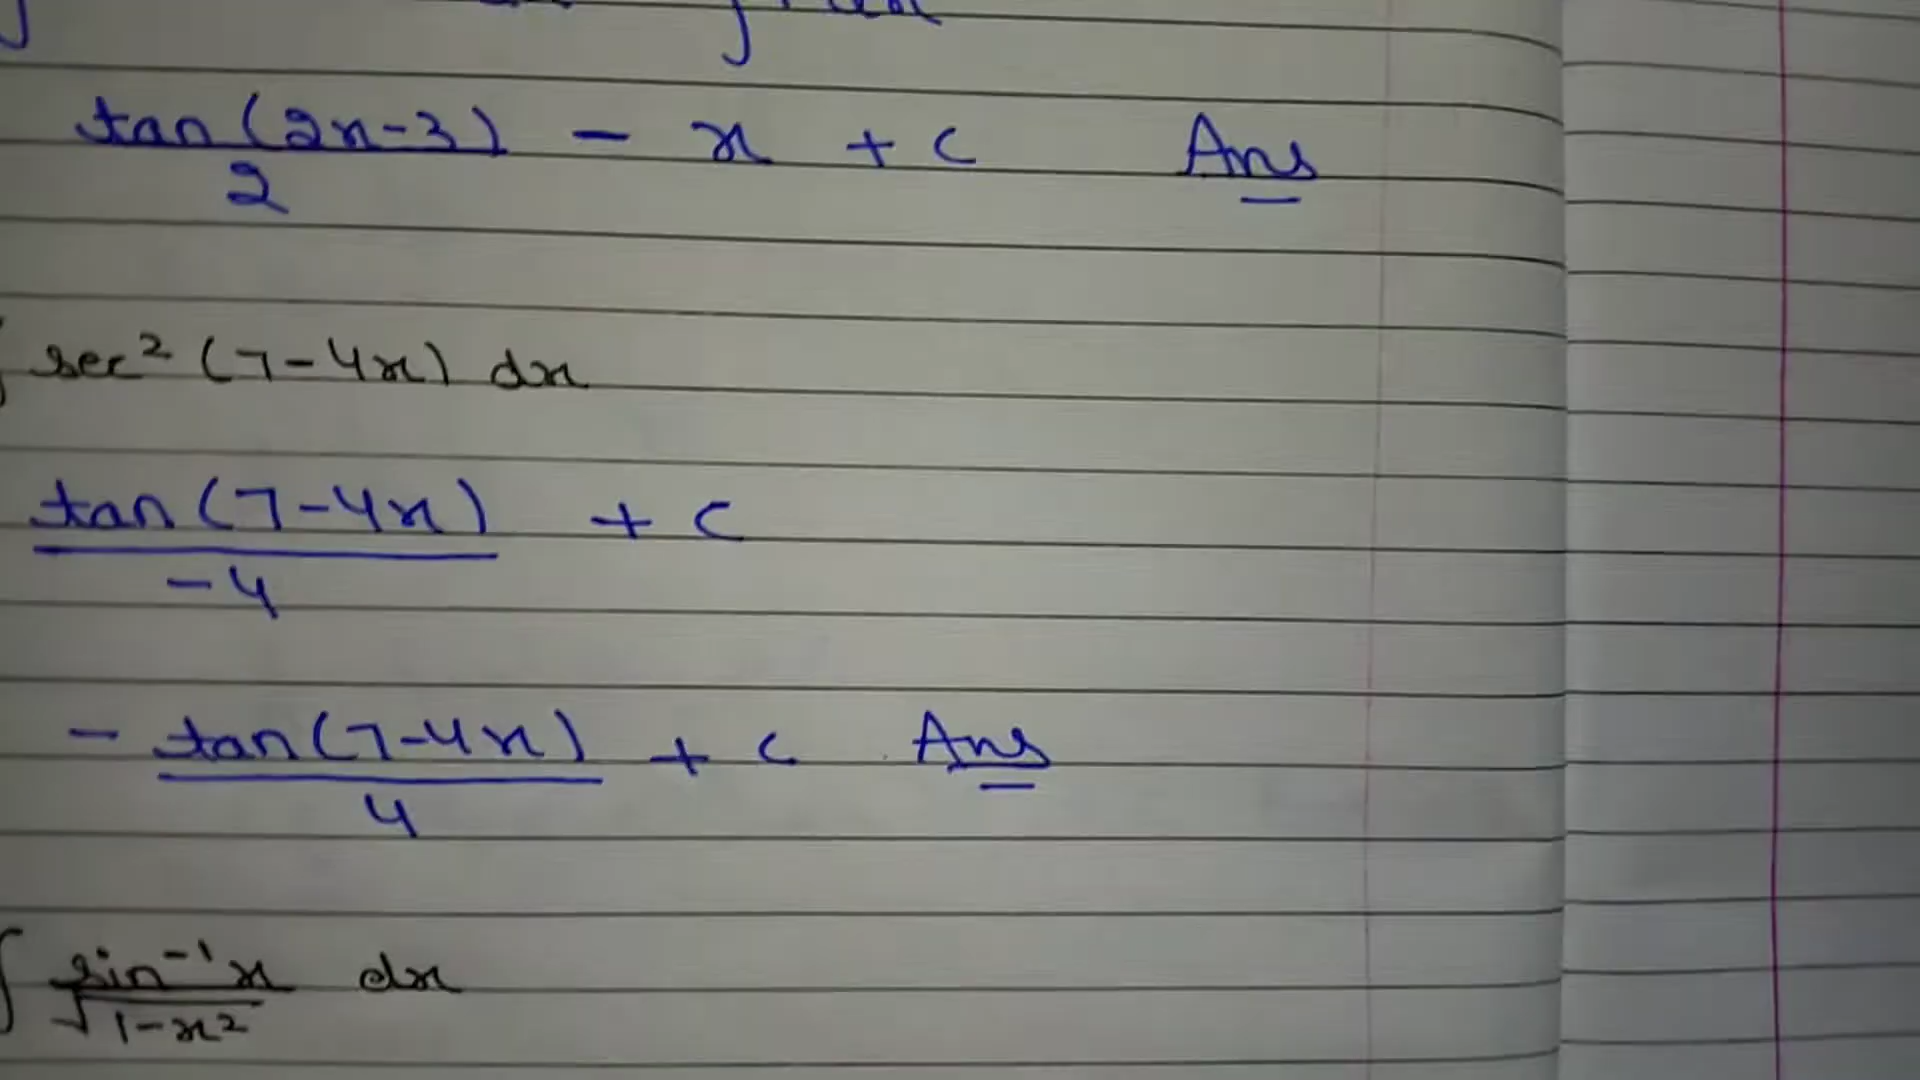 tan(2x-3)/2 - x + c Ans
∫ sec² (7-4x) dx
tan(7-4x)/-4 + c
- tan(7-4x)/4 + c Ans
∫ sin⁻¹x/√1-x² dx